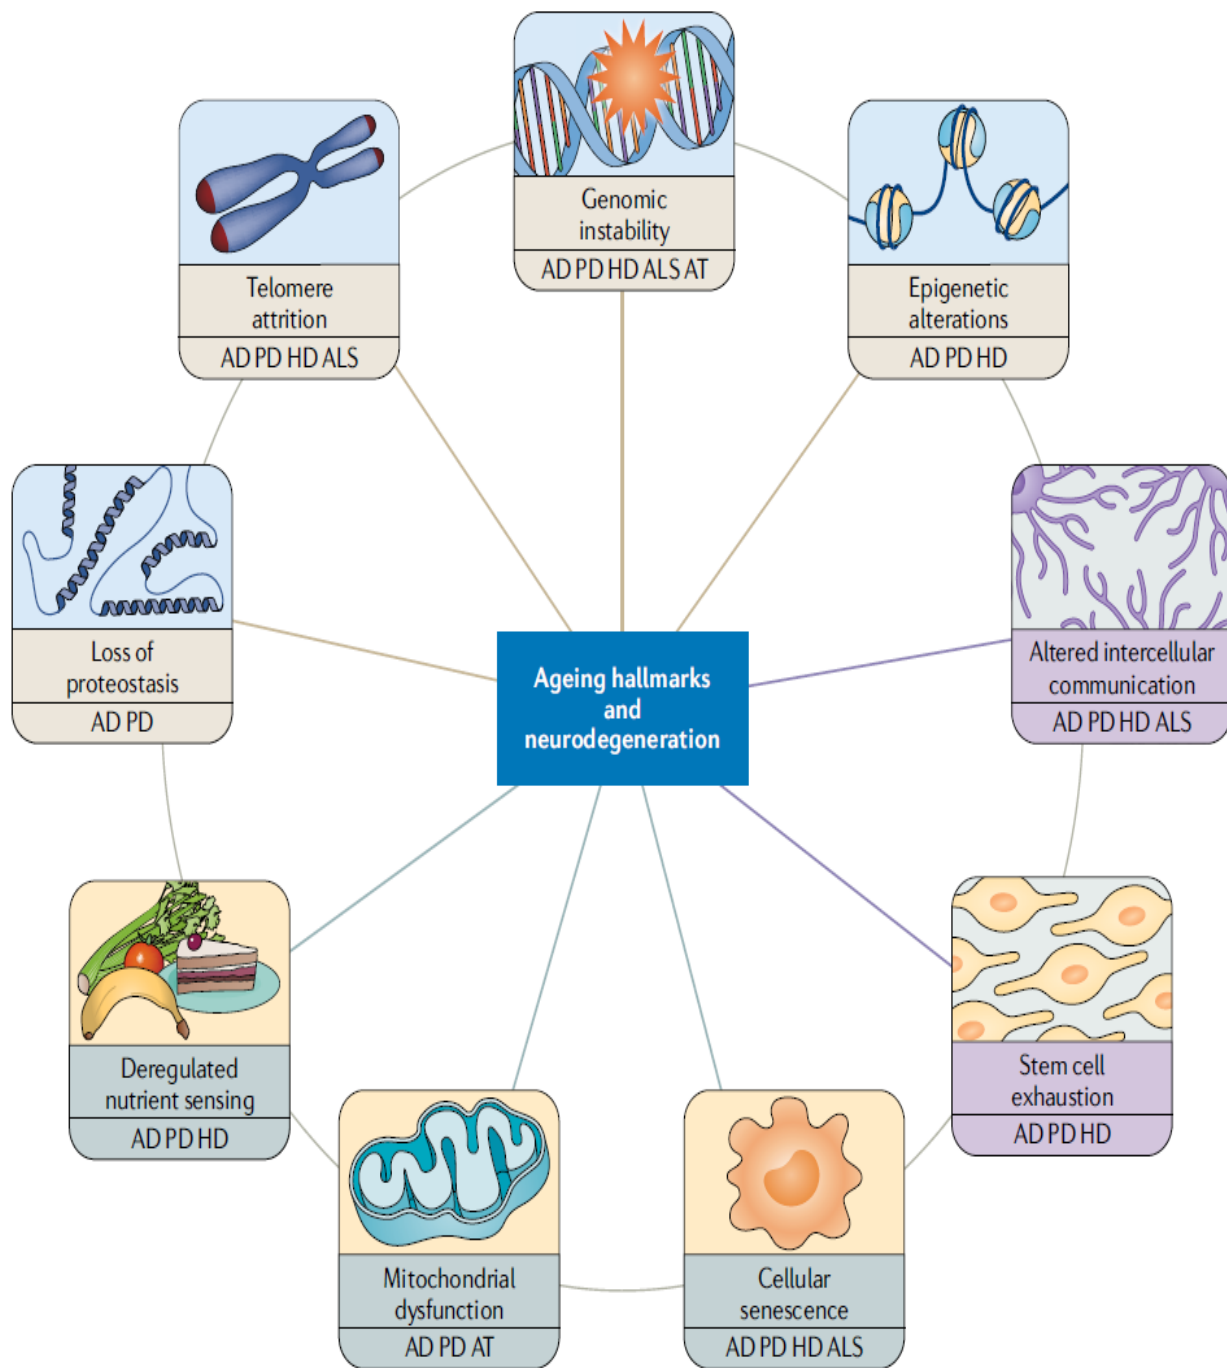 Genomic
instability
AD PD HD ALS AT
Telomere
attrition
AD PD HD ALS
Epigenetic
alterations
AD PD HD
Loss of
proteostasis
AD PD
Ageing hallmarks
and
neurodegeneration
Altered intercellular
communication
AD PD HD ALS
Deregulated
nutrient sensing
AD PD HD
Stem cell
exhaustion
AD PD HD
Mitochondrial
dysfunction
AD PD AT
Cellular
senescence
AD PD HD ALS